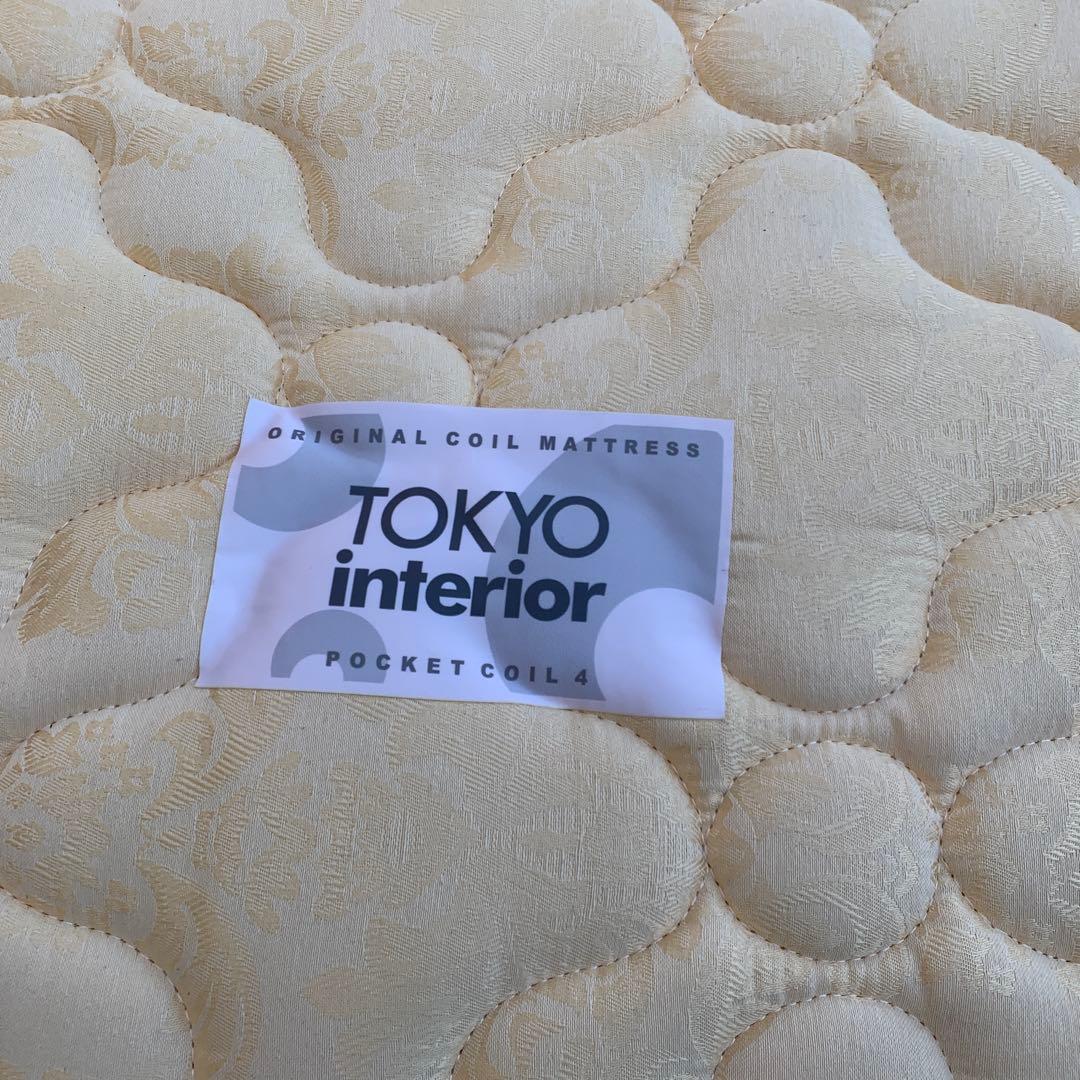 ORIGINAL COIL MATTRESS
TOKYO
interior
POCKET COIL 4